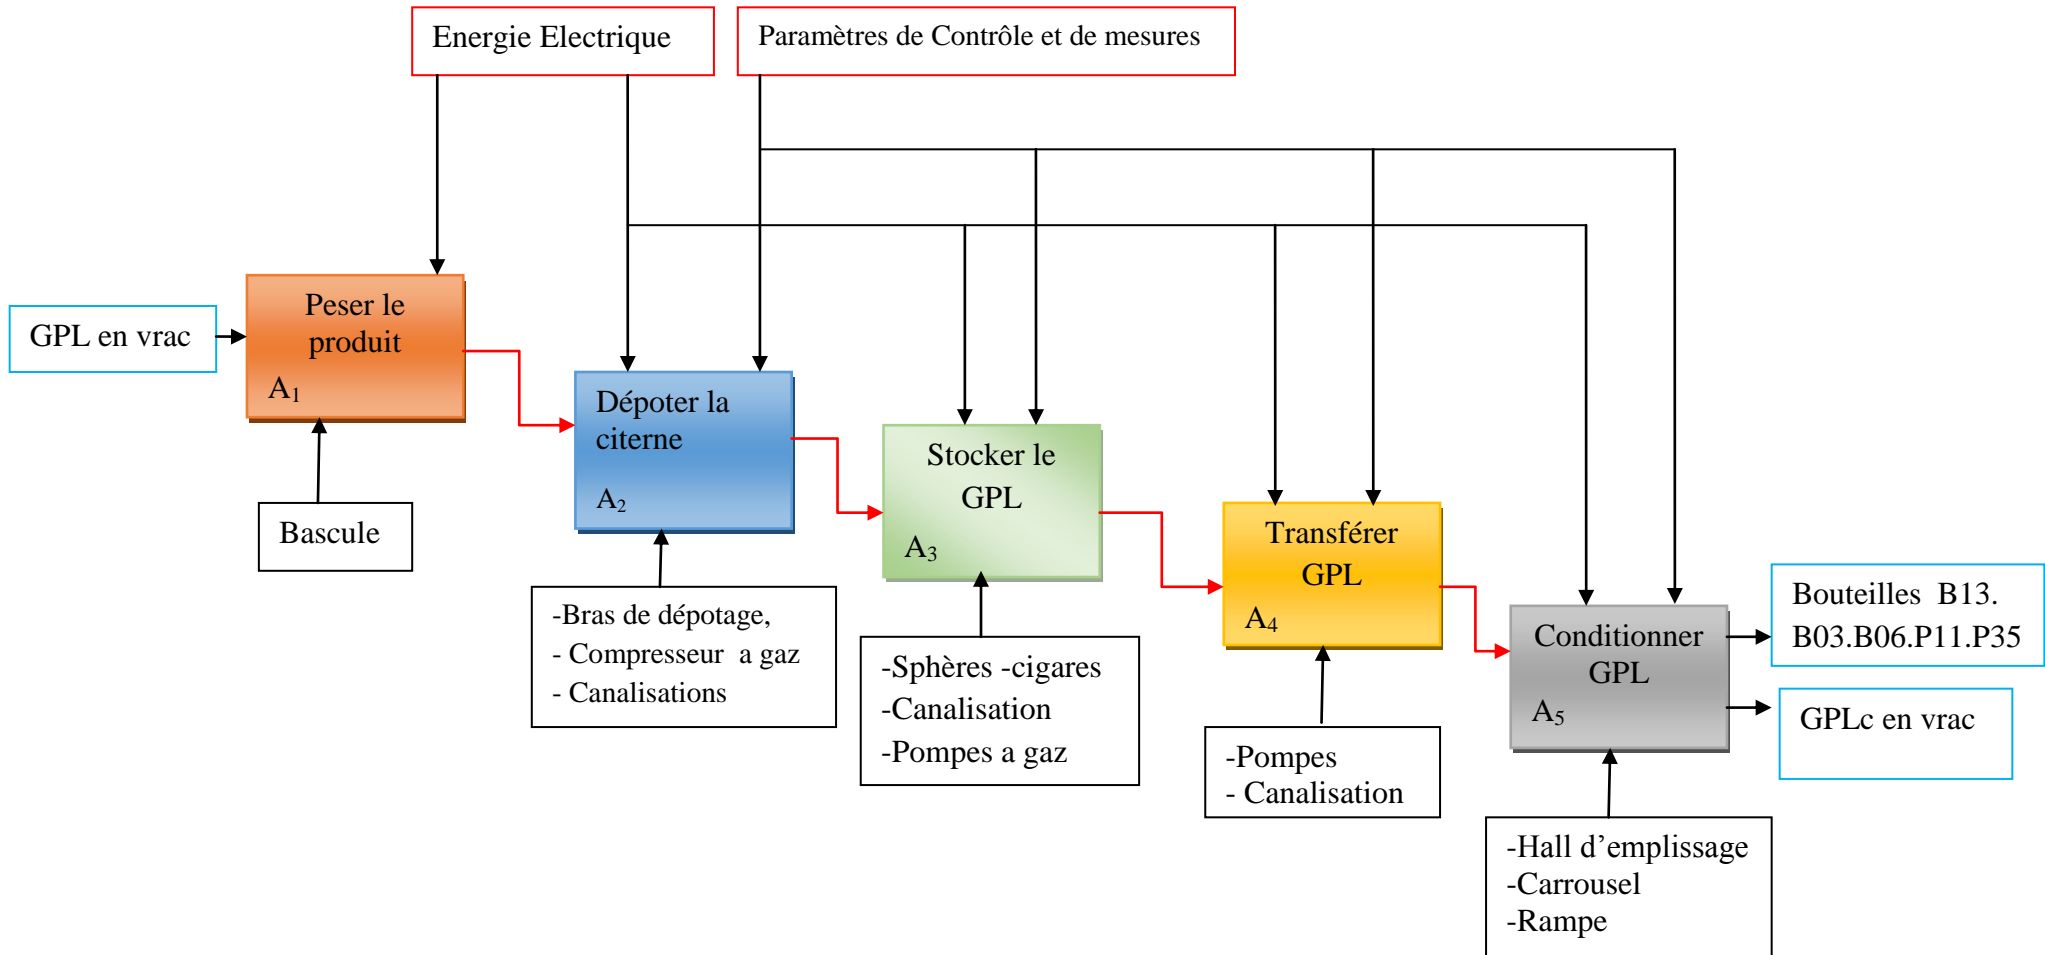 Energie Electrique
Paramètres de Contrôle et de mesures
GPL en vrac
Peser le
produit
A1
Bascule
Dépoter la
citerne
A2
-Bras de dépotage,
- Compresseur a gaz
- Canalisations
Stocker le
GPL
A3
-Sphères -cigares
-Canalisation
-Pompes a gaz
Transférer
GPL
A4
-Pompes
- Canalisation
Conditionner
GPL
A5
-Hall d’emplissage
-Carrousel
-Rampe
Bouteilles B13.
B03.B06.P11.P35
GPLc en vrac